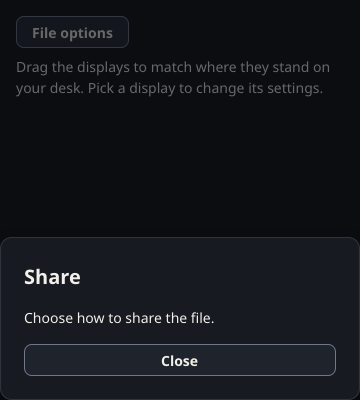 File options
Drag the displays to match where they stand on
your desk. Pick a display to change its settings.
Share
Choose how to share the file.
Close